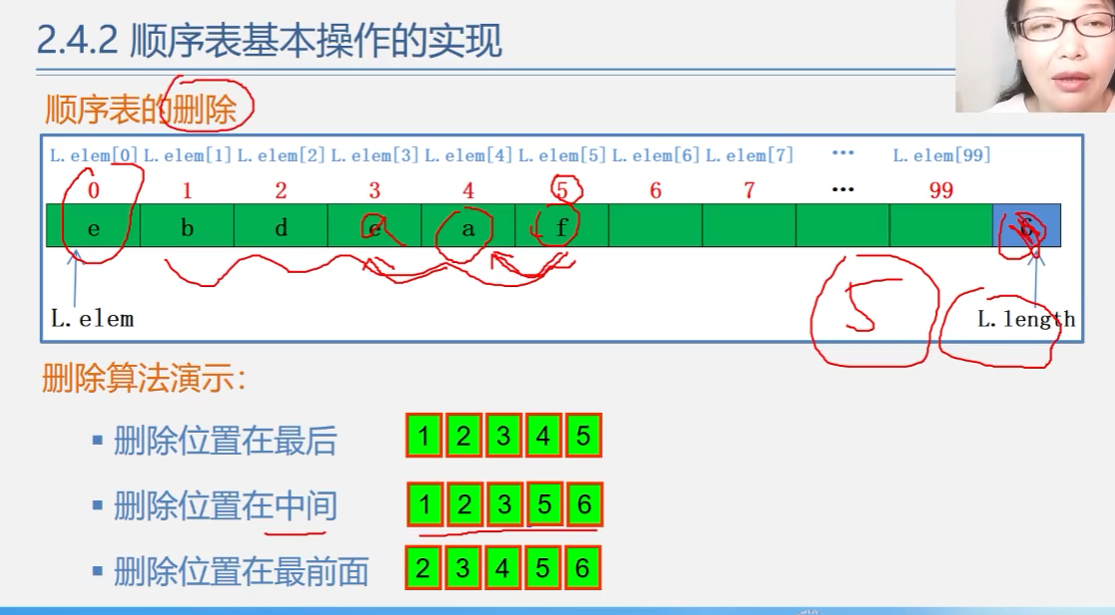 2.4.2 顺序表基本操作的实现
顺序表的删除
L.elem[0] L.elem[1] L.elem[2] L.elem[3] L.elem[4] L.elem[5] L.elem[6] L.elem[7] ... L.elem[99]
0 1 2 3 4 5 6 7 ... 99
e b d e a f 6
5
L.elem L.length
删除算法演示：
▪ 删除位置在最后 1 2 3 4 5
▪ 删除位置在中间 1 2 3 5 6
▪ 删除位置在最前面 2 3 4 5 6